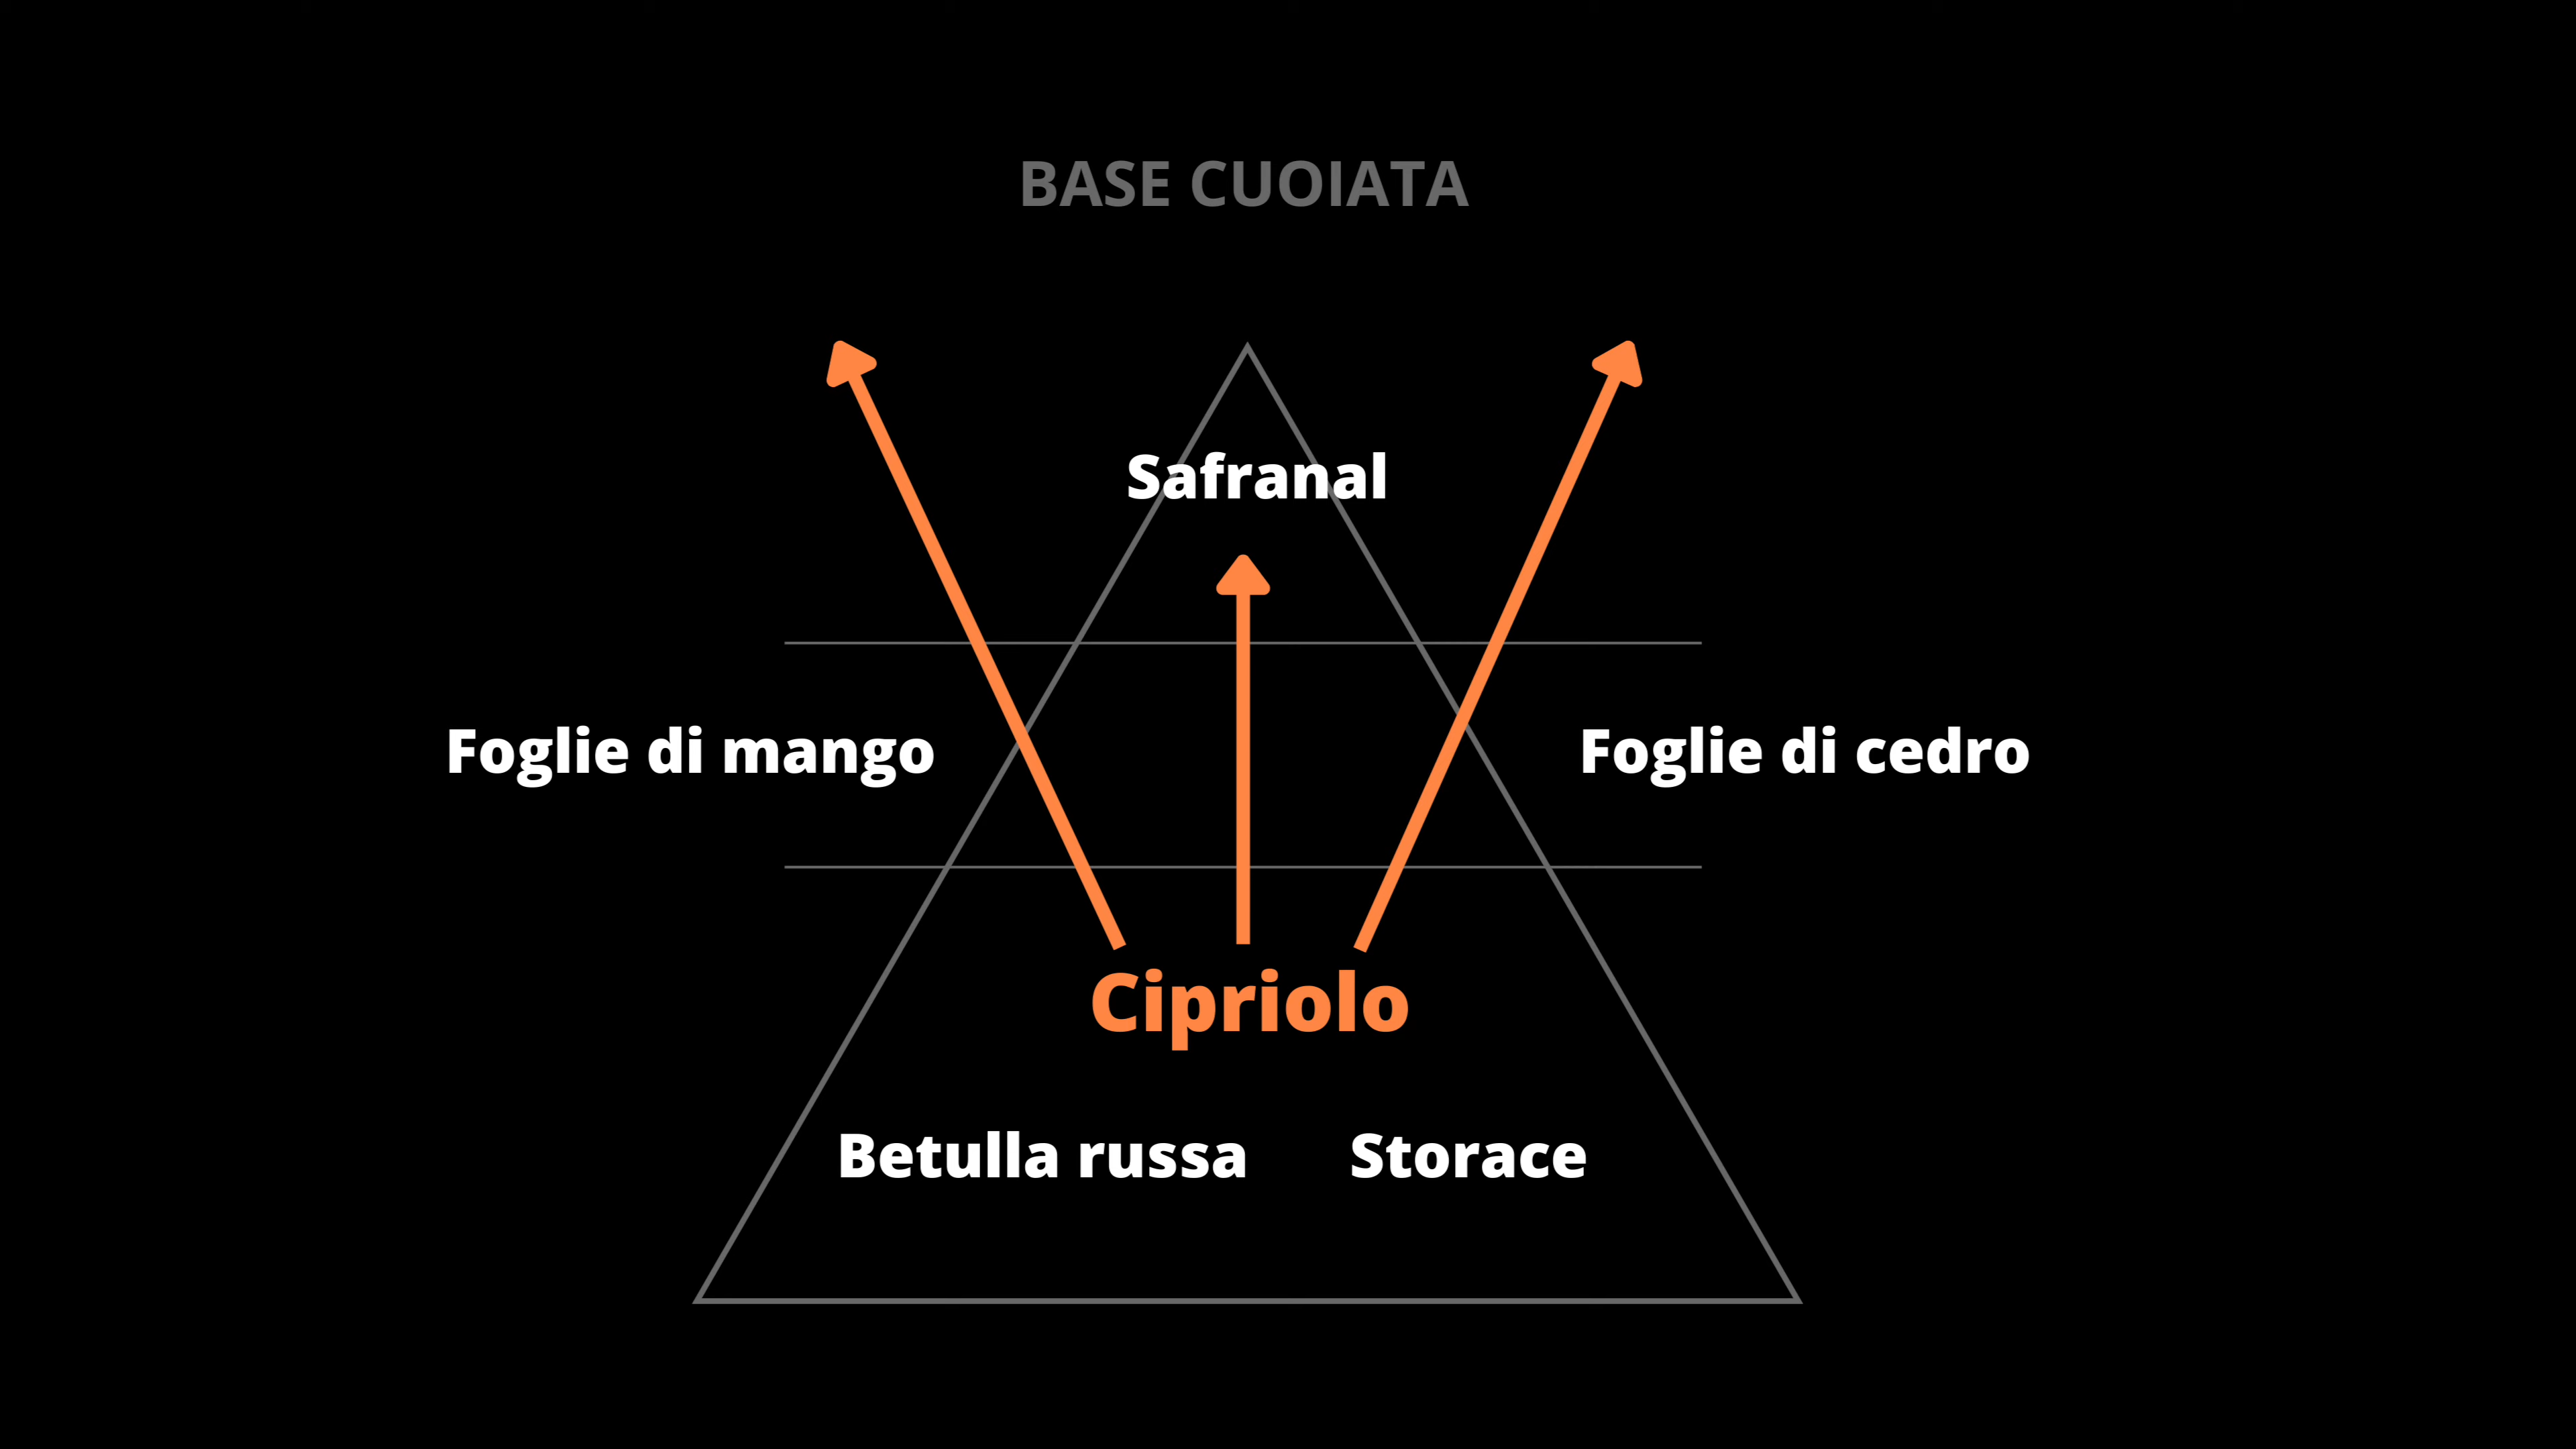 BASE CUOIATA
Safranal
Foglie di mango
Foglie di cedro
Cipriolo
Betulla russa
Storace